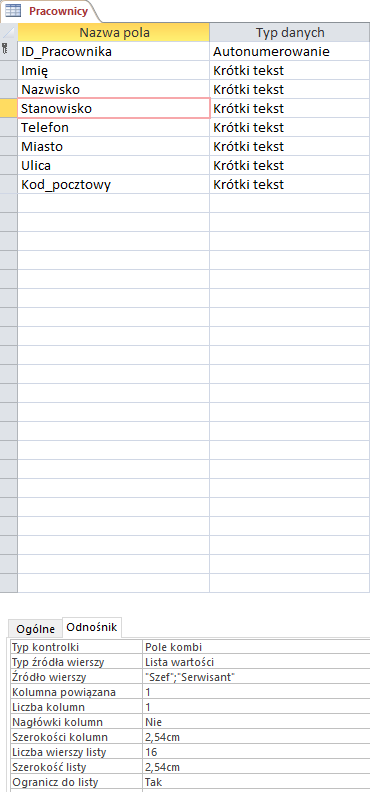 Pracownicy
Nazwa pola Typ danych
ID_Pracownika Autonumerowanie
Imię Krótki tekst
Nazwisko Krótki tekst
Stanowisko Krótki tekst
Telefon Krótki tekst
Miasto Krótki tekst
Ulica Krótki tekst
Kod_pocztowy Krótki tekst
Ogólne Odnośnik
Typ kontrolki Pole kombi
Typ źródła wierszy Lista wartości
Źródło wierszy "Szef";"Serwisant"
Kolumna powiązana 1
Liczba kolumn 1
Nagłówki kolumn Nie
Szerokości kolumn 2,54cm
Liczba wierszy listy 16
Szerokość listy 2,54cm
Ogranicz do listy Tak